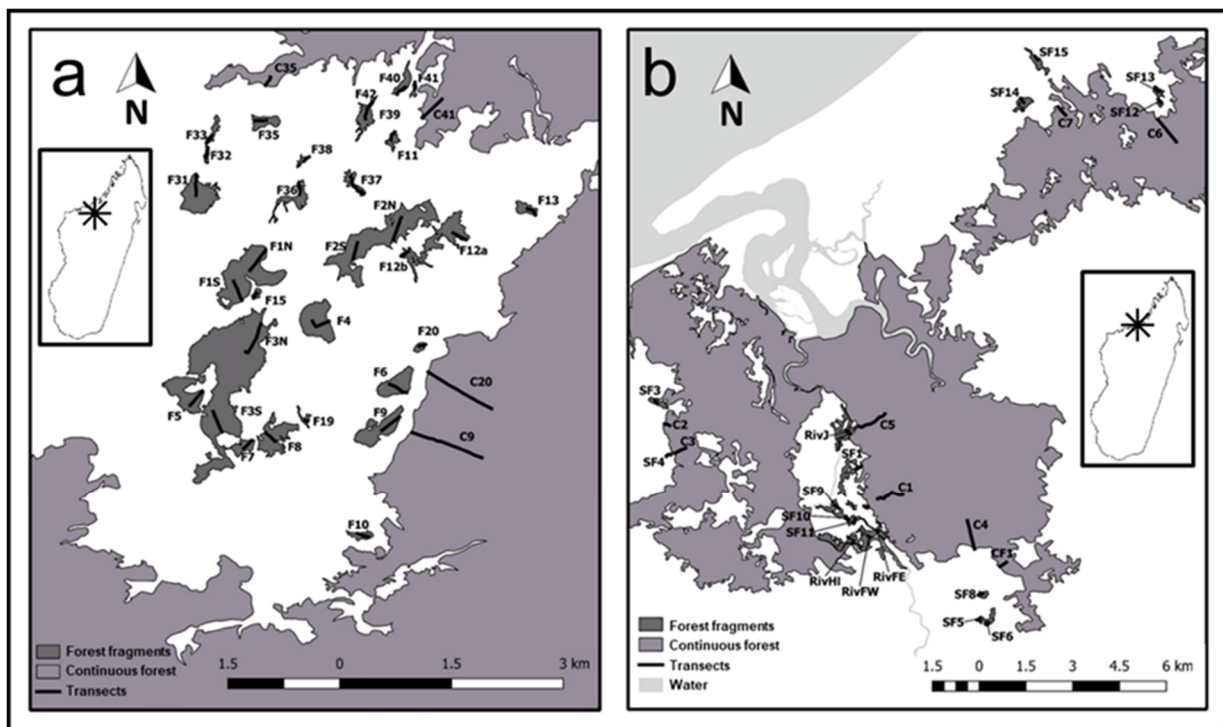 a
N
C35
F40
F41
F42
F39
C41
F33
F35
F32
F11
F38
F31
F36
F37
F2N
F13
F2S
F12a
F12b
F1N
F1S
F15
F4
F3N
F20
F6
C20
F5
F3S
F19
F9
C9
F7
F8
F10
Forest fragments
Continuous forest
Transects
1.5 0 1.5 3 km
b
N
SF15
SF14
SF13
C7
SF12
C6
SF3
C2
C3
SF4
RivJ
C5
SF1
SF9
C1
SF10
SF11
C4
CF1
RivHI
RivFW
RivFE
SF8
SF5
SF6
Forest fragments
Continuous forest
Transects
Water
1.5 0 1.5 3 4.5 6 km